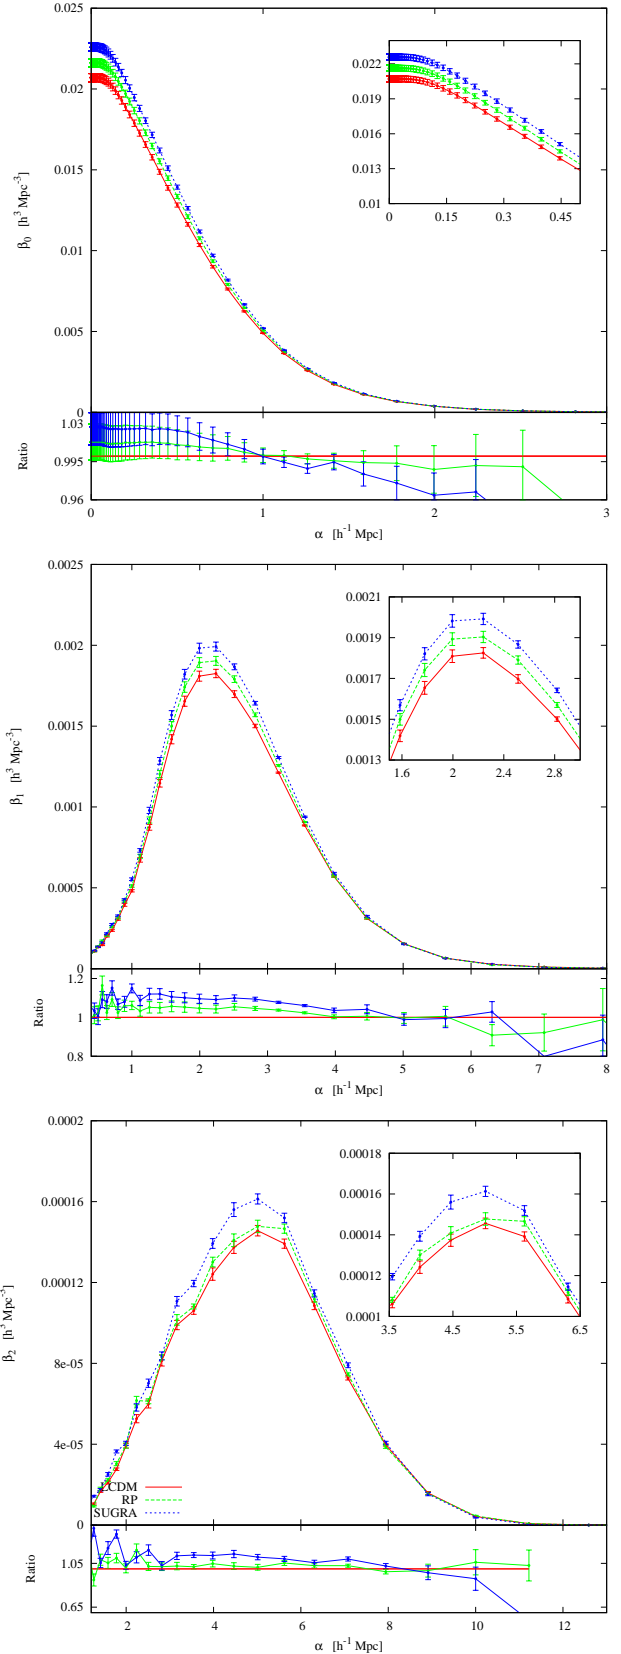 0.025
0.02
0.015
0.01
0.005
0
β0 [h^3 Mpc^-3]
0.022
0.019
0.016
0.013
0.01
0 0.15 0.3 0.45
1.03
0.995
0.96
Ratio
0 1 2 3
α [h^-1 Mpc]
0.0025
0.002
0.0015
0.001
0.0005
0
β1 [h^3 Mpc^-3]
0.0021
0.0019
0.0017
0.0015
0.0013
1.6 2 2.4 2.8
1.2
1
0.8
Ratio
1 2 3 4 5 6 7 8
α [h^-1 Mpc]
0.0002
0.00016
0.00012
8e-05
4e-05
0
β2 [h^3 Mpc^-3]
0.00018
0.00016
0.00014
0.00012
0.0001
3.5 4.5 5.5 6.5
LCDM
RP
SUGRA
1.05
0.65
Ratio
2 4 6 8 10 12
α [h^-1 Mpc]